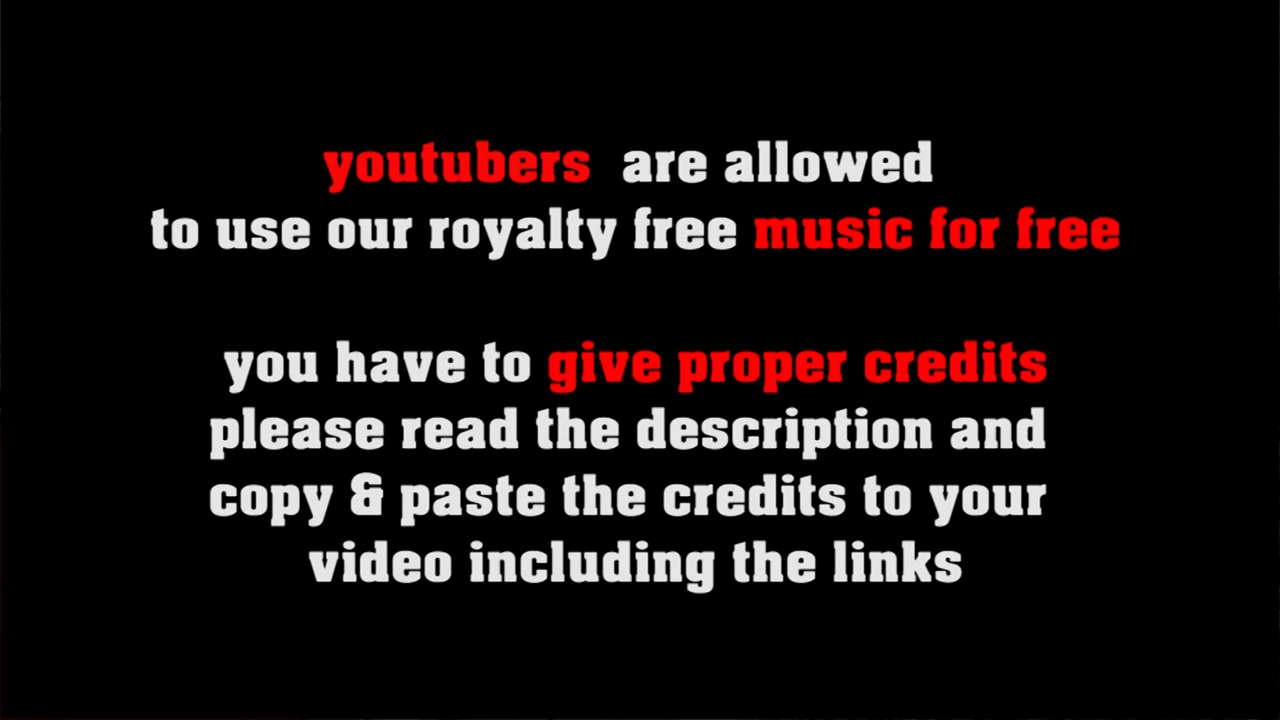 youtubers are allowed
to use our royalty free music for free
you have to give proper credits
please read the description and
copy & paste the credits to your
video including the links